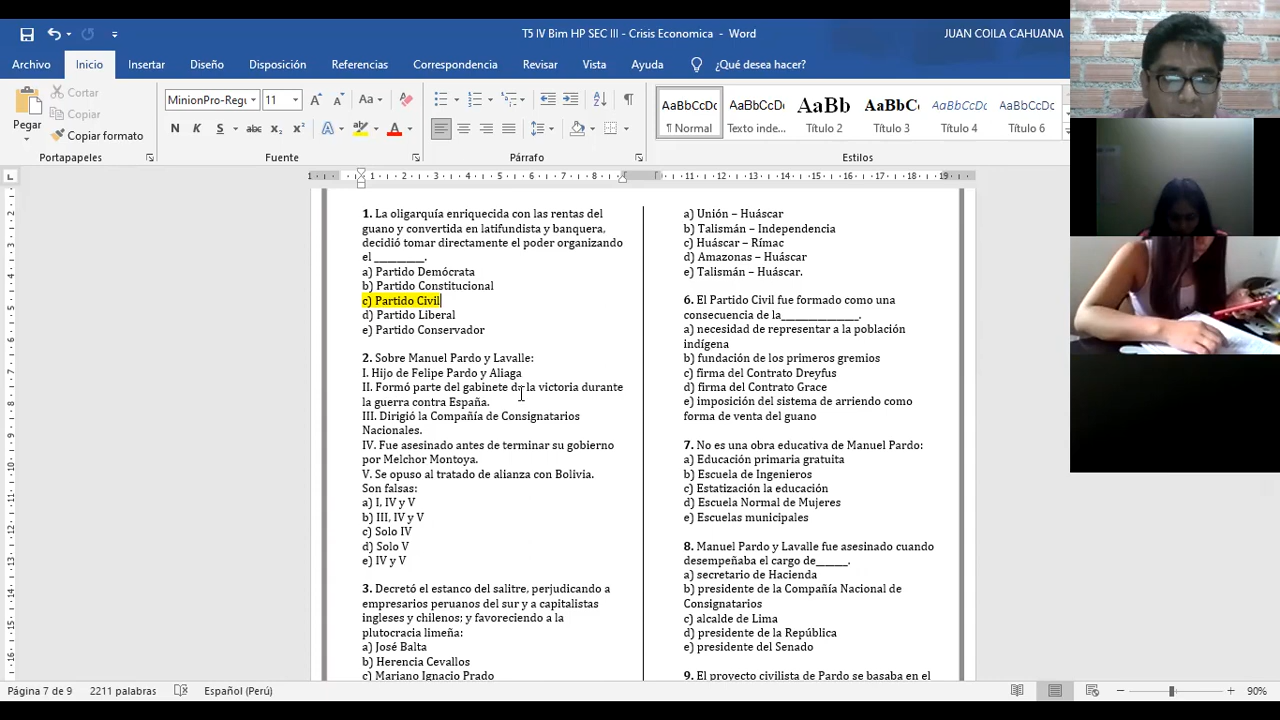 T5 IV Bim HP SEC III - Crisis Economica - Word
JUAN COILA CAHUANA
Archivo Inicio Insertar Diseño Disposición Referencias Correspondencia Revisar Vista Ayuda ¿Qué desea hacer?
Pegar
Cortar
Copiar
Copiar formato
Portapapeles
MinionPro-Regu 11
Fuente
Párrafo
AaBbCcDc AaBbCcDc AaBb AaBbC AaBbCcD AaBbCcDc
¶ Normal Texto inde... Título 2 Título 3 Título 4 Título 6
Estilos
1. La oligarquía enriquecida con las rentas del
guano y convertida en latifundista y banquera,
decidió tomar directamente el poder organizando
el __________.
a) Partido Demócrata
b) Partido Constitucional
c) Partido Civil
d) Partido Liberal
e) Partido Conservador
2. Sobre Manuel Pardo y Lavalle:
I. Hijo de Felipe Pardo y Aliaga
II. Formó parte del gabinete de la victoria durante
la guerra contra España.
III. Dirigió la Compañía de Consignatarios
Nacionales.
IV. Fue asesinado antes de terminar su gobierno
por Melchor Montoya.
V. Se opuso al tratado de alianza con Bolivia.
Son falsas:
a) I, IV y V
b) III, IV y V
c) Solo IV
d) Solo V
e) IV y V
3. Decretó el estanco del salitre, perjudicando a
empresarios peruanos del sur y a capitalistas
ingleses y chilenos; y favoreciendo a la
plutocracia limeña:
a) José Balta
b) Herencia Cevallos
c) Mariano Ignacio Prado
a) Unión – Huáscar
b) Talismán – Independencia
c) Huáscar – Rímac
d) Amazonas – Huáscar
e) Talismán – Huáscar.
6. El Partido Civil fue formado como una
consecuencia de la_______________.
a) necesidad de representar a la población
indígena
b) fundación de los primeros gremios
c) firma del Contrato Dreyfus
d) firma del Contrato Grace
e) imposición del sistema de arriendo como
forma de venta del guano
7. No es una obra educativa de Manuel Pardo:
a) Educación primaria gratuita
b) Escuela de Ingenieros
c) Estatización la educación
d) Escuela Normal de Mujeres
e) Escuelas municipales
8. Manuel Pardo y Lavalle fue asesinado cuando
desempeñaba el cargo de______.
a) secretario de Hacienda
b) presidente de la Compañía Nacional de
Consignatarios
c) alcalde de Lima
d) presidente de la República
e) presidente del Senado
9. El proyecto civilista de Pardo se basaba en el
Página 7 de 9 2211 palabras Español (Perú) 90%